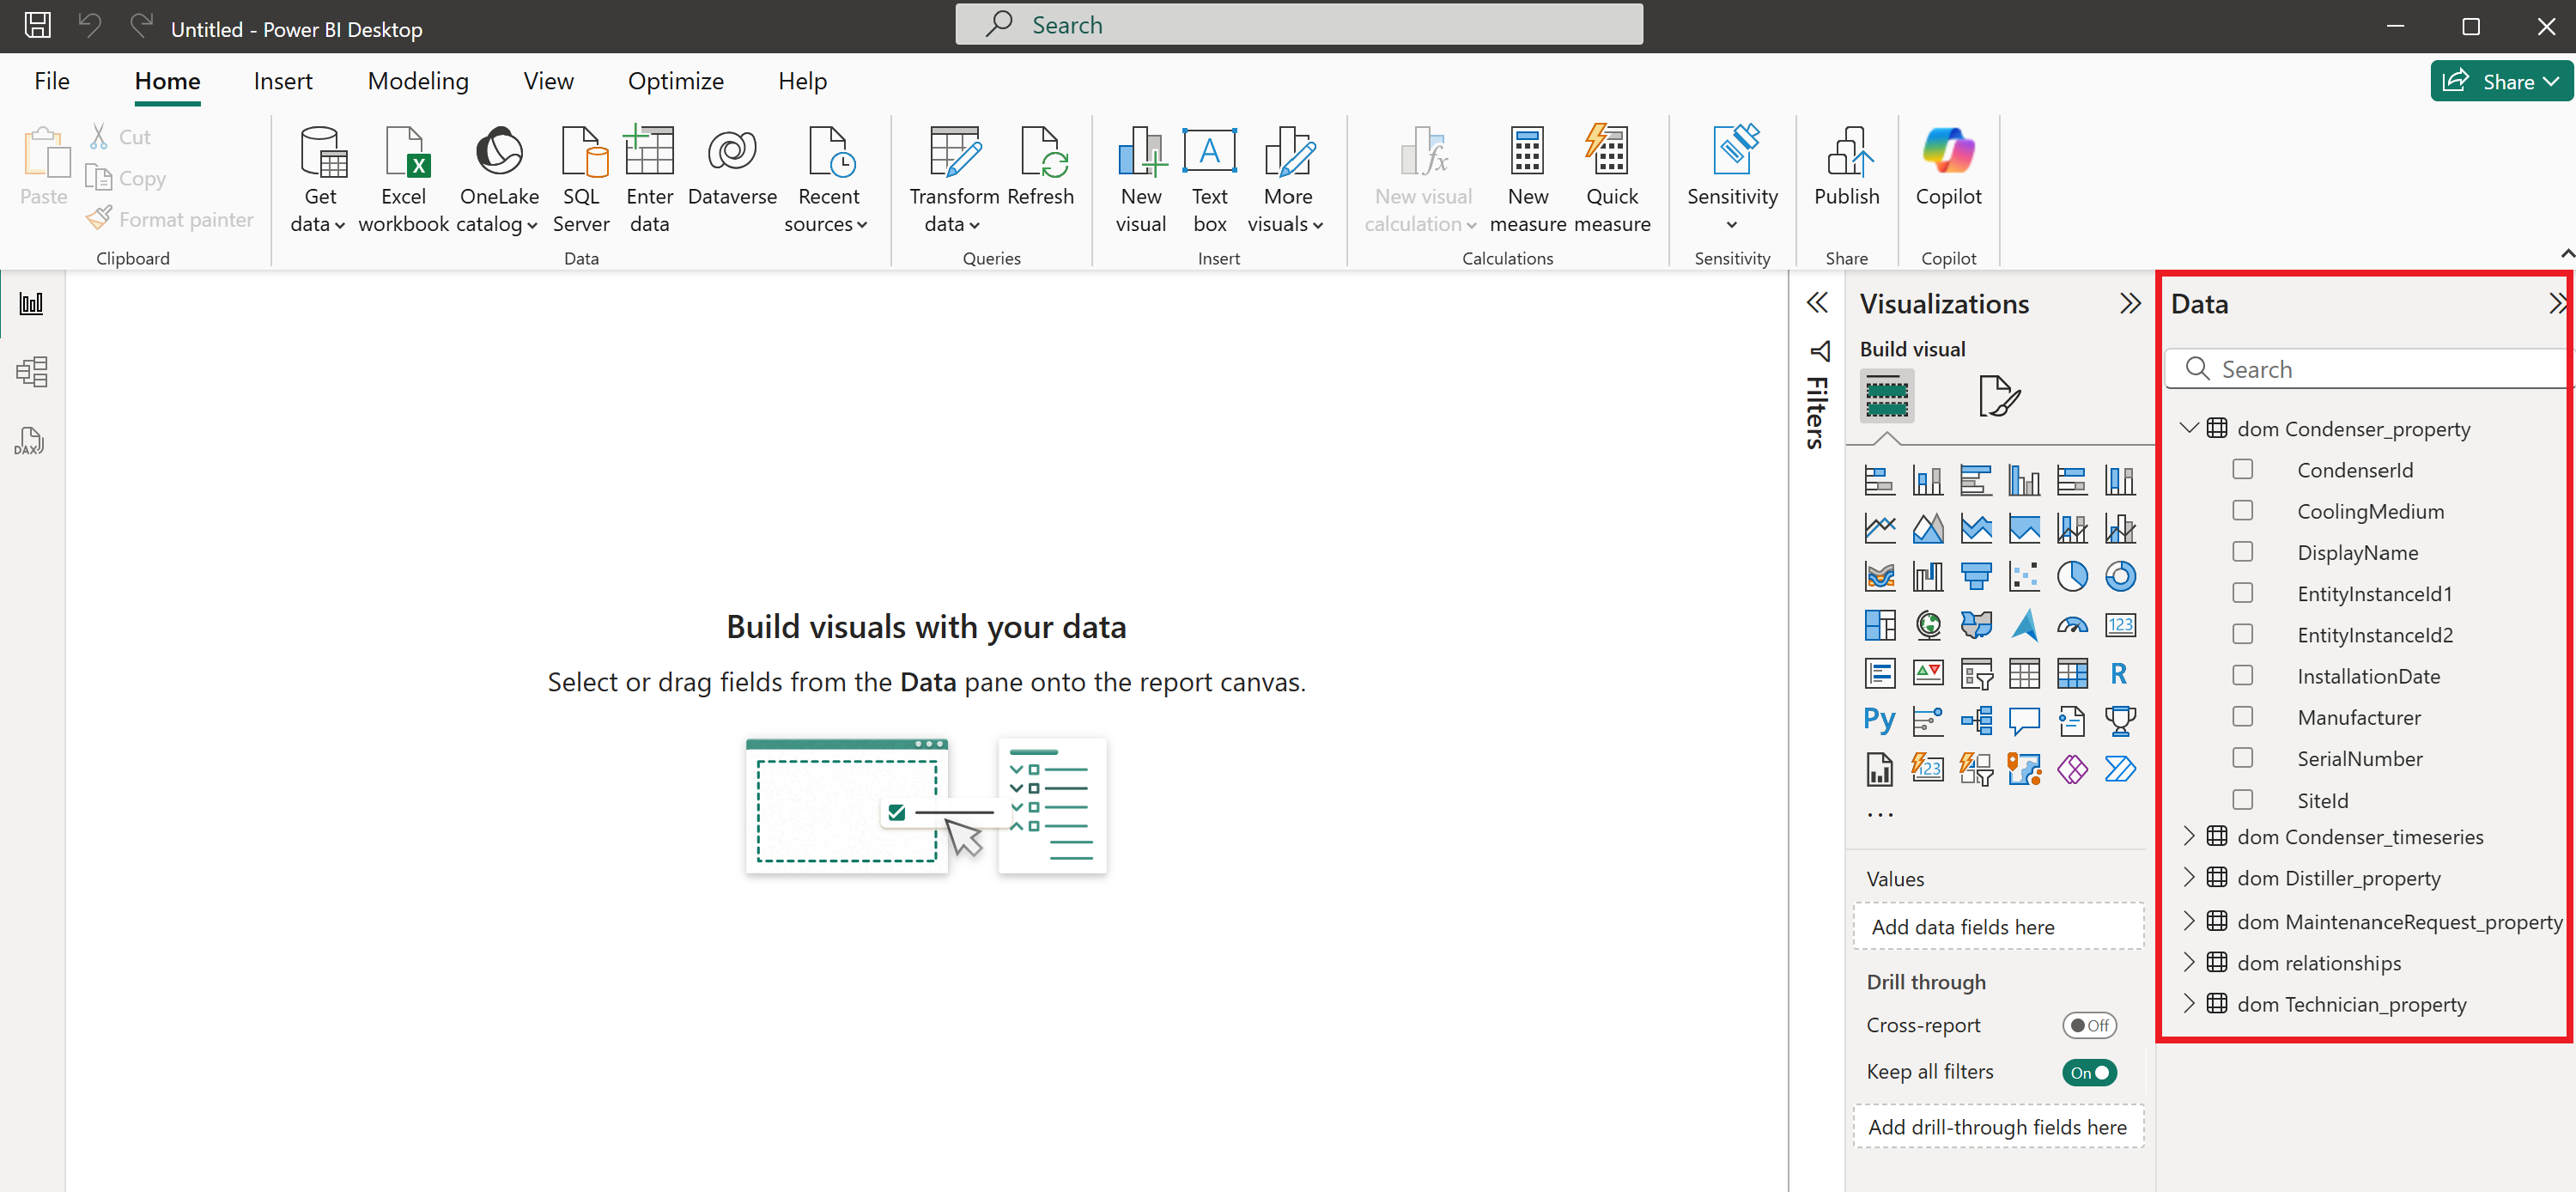 Untitled - Power BI Desktop
Search
File Home Insert Modeling View Optimize Help
Share
Paste
Cut
Copy
Format painter
Clipboard
Get data
Excel workbook
OneLake catalog
SQL Server
Enter data
Dataverse
Recent sources
Data
Transform data
Refresh
Queries
New visual
Text box
More visuals
Insert
New visual calculation
New measure
Quick measure
Calculations
Sensitivity
Sensitivity
Publish
Share
Copilot
Copilot
DAX
Build visuals with your data
Select or drag fields from the Data pane onto the report canvas.
Filters
Visualizations
Build visual
123
R
Py
123
...
Values
Add data fields here
Drill through
Cross-report
Off
Keep all filters
On
Add drill-through fields here
Data
Search
dom Condenser_property
CondenserId
CoolingMedium
DisplayName
EntityInstanceId1
EntityInstanceId2
InstallationDate
Manufacturer
SerialNumber
SiteId
dom Condenser_timeseries
dom Distiller_property
dom MaintenanceRequest_property
dom relationships
dom Technician_property